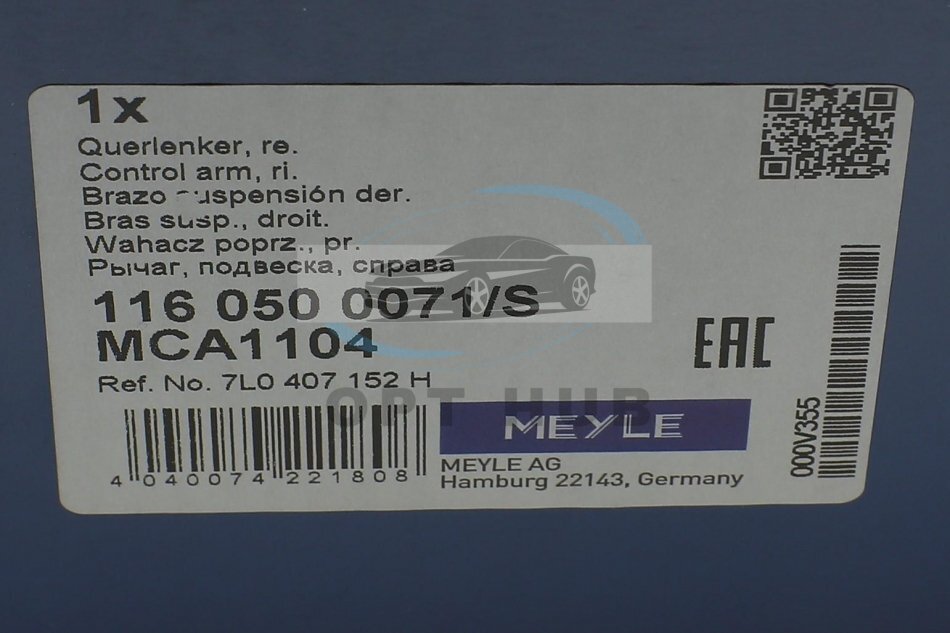 1x
Querlenker, re.
Control arm, ri.
Brazo suspensión der.
Bras susp., droit.
Wahacz poprz., pr.
Рычаг, подвеска, справа
116 050 0071/S
MCA1104
Ref. No. 7L0 407 152 H
EAC
OPT HUB
MEYLE
4 040074 221808
MEYLE AG
Hamburg 22143, Germany
000V355